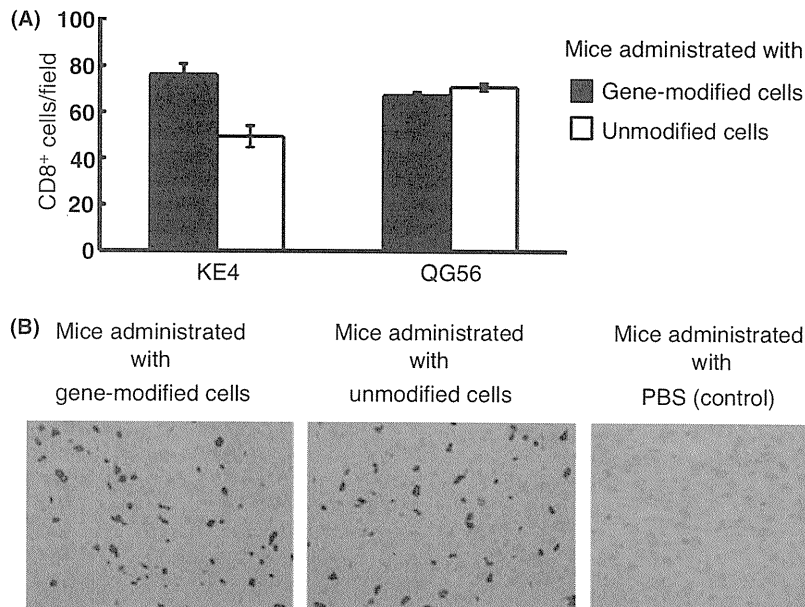 (A)
100
80
60
40
20
0
CD8⁺ cells/field
KE4
QG56
Mice administrated with
Gene-modified cells
Unmodified cells
(B)
Mice administrated
with
gene-modified cells
Mice administrated
with
unmodified cells
Mice administrated
with
PBS (control)